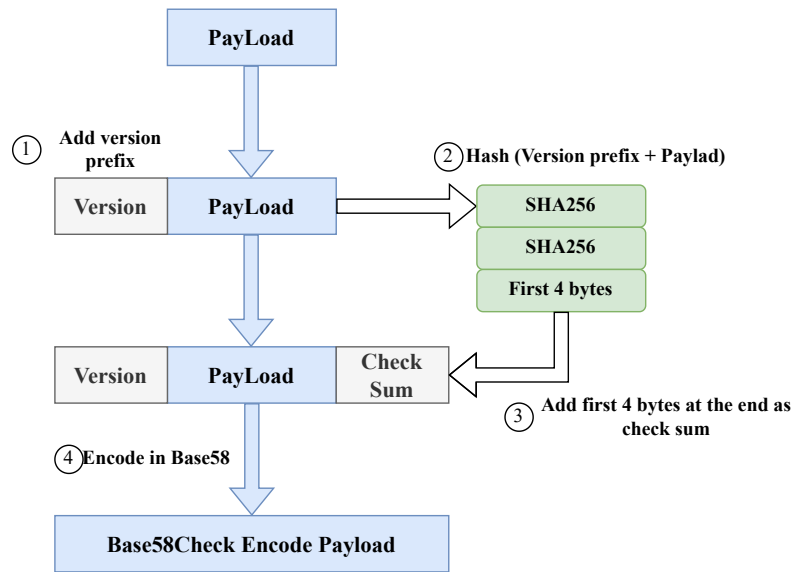 PayLoad
1
Add version
prefix
2
Hash (Version prefix + Paylad)
Version
PayLoad
SHA256
SHA256
First 4 bytes
Version
PayLoad
Check
Sum
3
Add first 4 bytes at the end as
check sum
4
Encode in Base58
Base58Check Encode Payload